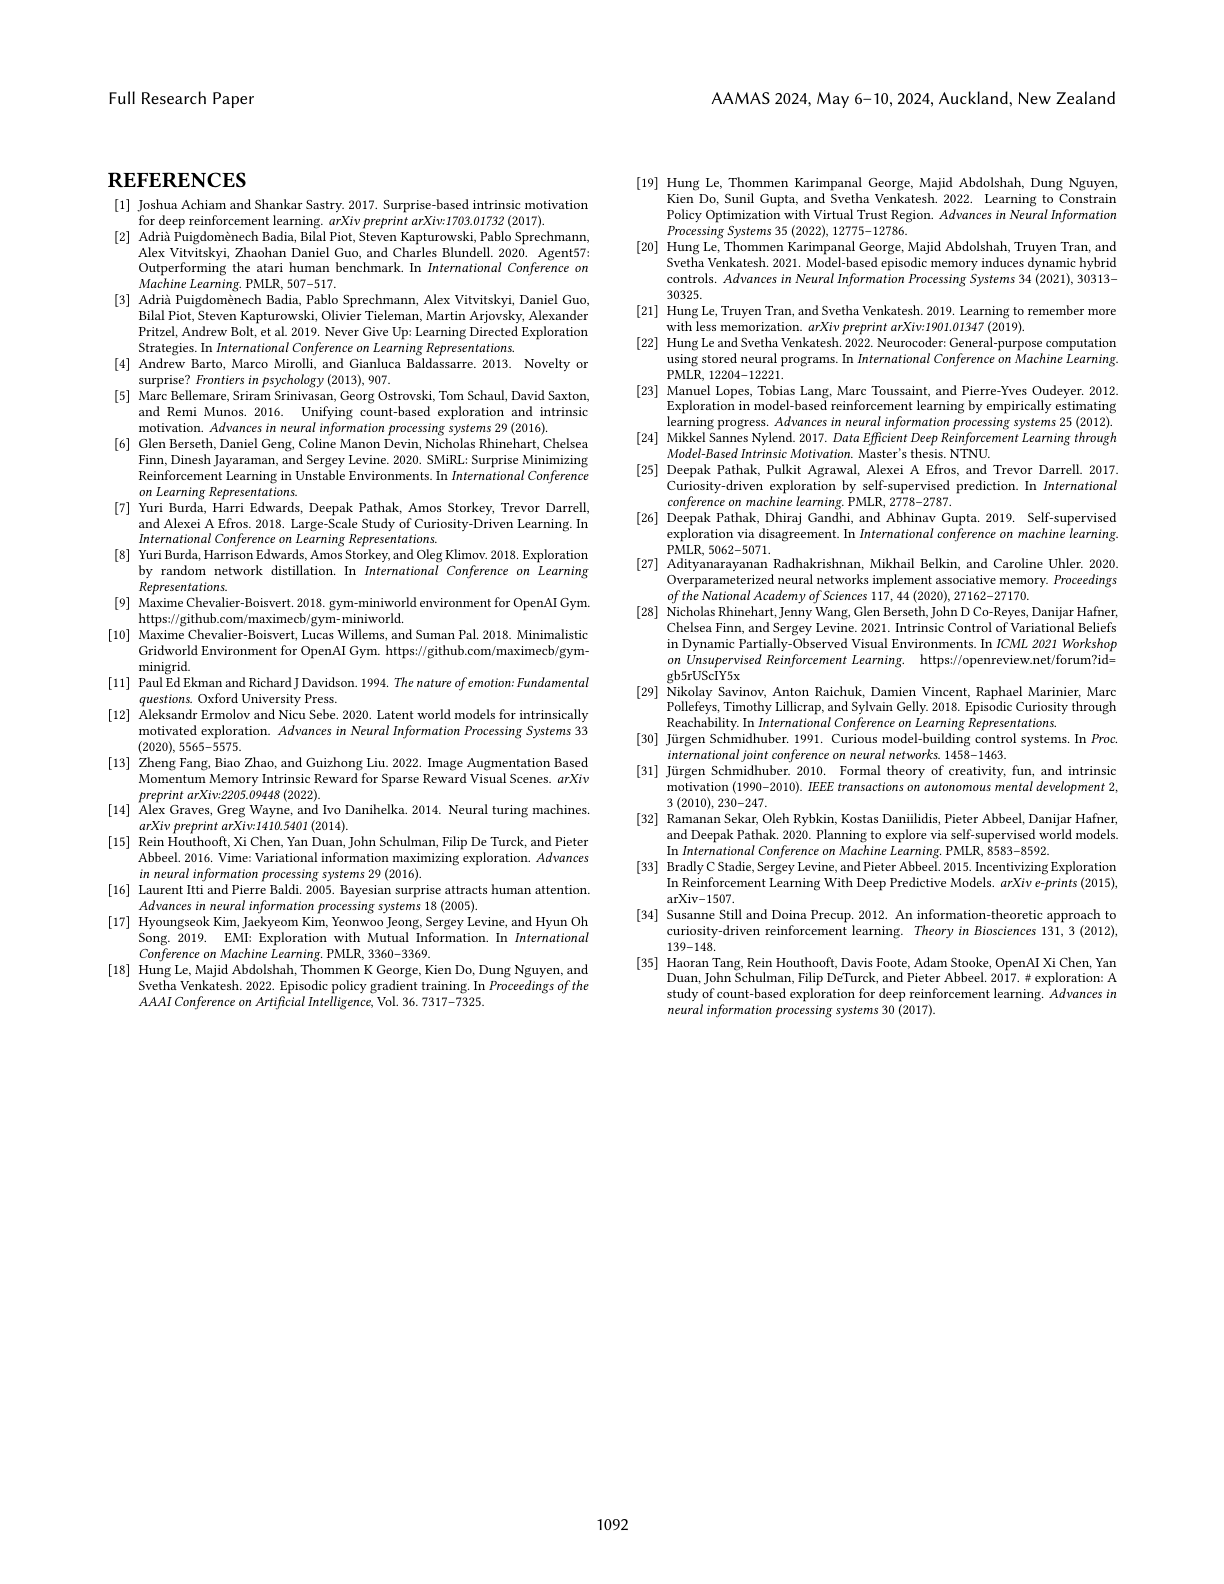 Full Research Paper
AAMAS 2024, May 6–10, 2024, Auckland, New Zealand
REFERENCES
[1] Joshua Achiam and Shankar Sastry. 2017. Surprise-based intrinsic motivation
for deep reinforcement learning. arXiv preprint arXiv:1703.01732 (2017).
[2] Adrià Puigdomènech Badia, Bilal Piot, Steven Kapturowski, Pablo Sprechmann,
Alex Vitvitskyi, Zhaohan Daniel Guo, and Charles Blundell. 2020. Agent57:
Outperforming the atari human benchmark. In International Conference on
Machine Learning. PMLR, 507–517.
[3] Adrià Puigdomènech Badia, Pablo Sprechmann, Alex Vitvitskyi, Daniel Guo,
Bilal Piot, Steven Kapturowski, Olivier Tieleman, Martin Arjovsky, Alexander
Pritzel, Andrew Bolt, et al. 2019. Never Give Up: Learning Directed Exploration
Strategies. In International Conference on Learning Representations.
[4] Andrew Barto, Marco Mirolli, and Gianluca Baldassarre. 2013. Novelty or
surprise? Frontiers in psychology (2013), 907.
[5] Marc Bellemare, Sriram Srinivasan, Georg Ostrovski, Tom Schaul, David Saxton,
and Remi Munos. 2016. Unifying count-based exploration and intrinsic
motivation. Advances in neural information processing systems 29 (2016).
[6] Glen Berseth, Daniel Geng, Coline Manon Devin, Nicholas Rhinehart, Chelsea
Finn, Dinesh Jayaraman, and Sergey Levine. 2020. SMiRL: Surprise Minimizing
Reinforcement Learning in Unstable Environments. In International Conference
on Learning Representations.
[7] Yuri Burda, Harri Edwards, Deepak Pathak, Amos Storkey, Trevor Darrell,
and Alexei A Efros. 2018. Large-Scale Study of Curiosity-Driven Learning. In
International Conference on Learning Representations.
[8] Yuri Burda, Harrison Edwards, Amos Storkey, and Oleg Klimov. 2018. Exploration
by random network distillation. In International Conference on Learning
Representations.
[9] Maxime Chevalier-Boisvert. 2018. gym-miniworld environment for OpenAI Gym.
https://github.com/maximecb/gym-miniworld.
[10] Maxime Chevalier-Boisvert, Lucas Willems, and Suman Pal. 2018. Minimalistic
Gridworld Environment for OpenAI Gym. https://github.com/maximecb/gym-
minigrid.
[11] Paul Ed Ekman and Richard J Davidson. 1994. The nature of emotion: Fundamental
questions. Oxford University Press.
[12] Aleksandr Ermolov and Nicu Sebe. 2020. Latent world models for intrinsically
motivated exploration. Advances in Neural Information Processing Systems 33
(2020), 5565–5575.
[13] Zheng Fang, Biao Zhao, and Guizhong Liu. 2022. Image Augmentation Based
Momentum Memory Intrinsic Reward for Sparse Reward Visual Scenes. arXiv
preprint arXiv:2205.09448 (2022).
[14] Alex Graves, Greg Wayne, and Ivo Danihelka. 2014. Neural turing machines.
arXiv preprint arXiv:1410.5401 (2014).
[15] Rein Houthooft, Xi Chen, Yan Duan, John Schulman, Filip De Turck, and Pieter
Abbeel. 2016. Vime: Variational information maximizing exploration. Advances
in neural information processing systems 29 (2016).
[16] Laurent Itti and Pierre Baldi. 2005. Bayesian surprise attracts human attention.
Advances in neural information processing systems 18 (2005).
[17] Hyoungseok Kim, Jaekyeom Kim, Yeonwoo Jeong, Sergey Levine, and Hyun Oh
Song. 2019. EMI: Exploration with Mutual Information. In International
Conference on Machine Learning. PMLR, 3360–3369.
[18] Hung Le, Majid Abdolshah, Thommen K George, Kien Do, Dung Nguyen, and
Svetha Venkatesh. 2022. Episodic policy gradient training. In Proceedings of the
AAAI Conference on Artificial Intelligence, Vol. 36. 7317–7325.
[19] Hung Le, Thommen Karimpanal George, Majid Abdolshah, Dung Nguyen,
Kien Do, Sunil Gupta, and Svetha Venkatesh. 2022. Learning to Constrain
Policy Optimization with Virtual Trust Region. Advances in Neural Information
Processing Systems 35 (2022), 12775–12786.
[20] Hung Le, Thommen Karimpanal George, Majid Abdolshah, Truyen Tran, and
Svetha Venkatesh. 2021. Model-based episodic memory induces dynamic hybrid
controls. Advances in Neural Information Processing Systems 34 (2021), 30313–
30325.
[21] Hung Le, Truyen Tran, and Svetha Venkatesh. 2019. Learning to remember more
with less memorization. arXiv preprint arXiv:1901.01347 (2019).
[22] Hung Le and Svetha Venkatesh. 2022. Neurocoder: General-purpose computation
using stored neural programs. In International Conference on Machine Learning.
PMLR, 12204–12221.
[23] Manuel Lopes, Tobias Lang, Marc Toussaint, and Pierre-Yves Oudeyer. 2012.
Exploration in model-based reinforcement learning by empirically estimating
learning progress. Advances in neural information processing systems 25 (2012).
[24] Mikkel Sannes Nylend. 2017. Data Efficient Deep Reinforcement Learning through
Model-Based Intrinsic Motivation. Master's thesis. NTNU.
[25] Deepak Pathak, Pulkit Agrawal, Alexei A Efros, and Trevor Darrell. 2017.
Curiosity-driven exploration by self-supervised prediction. In International
conference on machine learning. PMLR, 2778–2787.
[26] Deepak Pathak, Dhiraj Gandhi, and Abhinav Gupta. 2019. Self-supervised
exploration via disagreement. In International conference on machine learning.
PMLR, 5062–5071.
[27] Adityanarayanan Radhakrishnan, Mikhail Belkin, and Caroline Uhler. 2020.
Overparameterized neural networks implement associative memory. Proceedings
of the National Academy of Sciences 117, 44 (2020), 27162–27170.
[28] Nicholas Rhinehart, Jenny Wang, Glen Berseth, John D Co-Reyes, Danijar Hafner,
Chelsea Finn, and Sergey Levine. 2021. Intrinsic Control of Variational Beliefs
in Dynamic Partially-Observed Visual Environments. In ICML 2021 Workshop
on Unsupervised Reinforcement Learning. https://openreview.net/forum?id=
gb5rUScIY5x
[29] Nikolay Savinov, Anton Raichuk, Damien Vincent, Raphael Marinier, Marc
Pollefeys, Timothy Lillicrap, and Sylvain Gelly. 2018. Episodic Curiosity through
Reachability. In International Conference on Learning Representations.
[30] Jürgen Schmidhuber. 1991. Curious model-building control systems. In Proc.
international joint conference on neural networks. 1458–1463.
[31] Jürgen Schmidhuber. 2010. Formal theory of creativity, fun, and intrinsic
motivation (1990–2010). IEEE transactions on autonomous mental development 2,
3 (2010), 230–247.
[32] Ramanan Sekar, Oleh Rybkin, Kostas Daniilidis, Pieter Abbeel, Danijar Hafner,
and Deepak Pathak. 2020. Planning to explore via self-supervised world models.
In International Conference on Machine Learning. PMLR, 8583–8592.
[33] Bradly C Stadie, Sergey Levine, and Pieter Abbeel. 2015. Incentivizing Exploration
In Reinforcement Learning With Deep Predictive Models. arXiv e-prints (2015),
arXiv–1507.
[34] Susanne Still and Doina Precup. 2012. An information-theoretic approach to
curiosity-driven reinforcement learning. Theory in Biosciences 131, 3 (2012),
139–148.
[35] Haoran Tang, Rein Houthooft, Davis Foote, Adam Stooke, OpenAI Xi Chen, Yan
Duan, John Schulman, Filip DeTurck, and Pieter Abbeel. 2017. # exploration: A
study of count-based exploration for deep reinforcement learning. Advances in
neural information processing systems 30 (2017).
1092